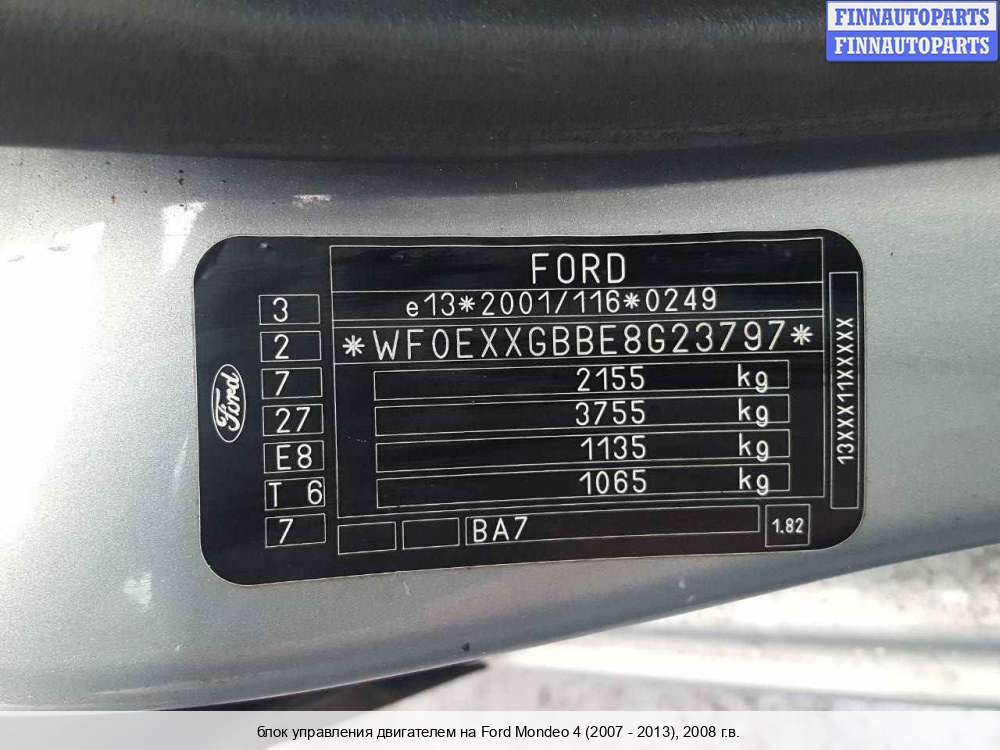 FINNAUTOPARTS
FINNAUTOPARTS
FORD
e13*2001/116*0249
*WF0EXXGBBE8G23797*
2155 kg
3755 kg
1135 kg
1065 kg
3
2
7
27
E8
T 6
7
Ford
BA7
1.82
13XXX11XXXXX
блок управления двигателем на Ford Mondeo 4 (2007 - 2013), 2008 г.в.